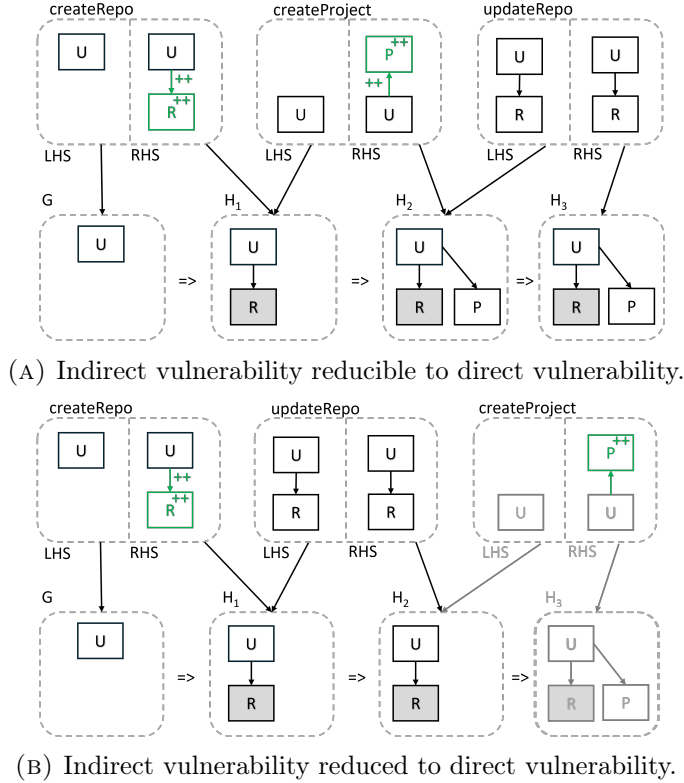 createRepo createProject updateRepo
U U P++ U U
++ ++
R++ U U R R
LHS RHS LHS RHS LHS RHS
G H1 H2 H3
U U U U
=> => =>
R R P R P
(A) Indirect vulnerability reducible to direct vulnerability.
createRepo updateRepo createProject
U U U U P++
++
R++ R R U U
LHS RHS LHS RHS LHS RHS
G H1 H2 H3
U U U U
=> => =>
R R R P
(B) Indirect vulnerability reduced to direct vulnerability.